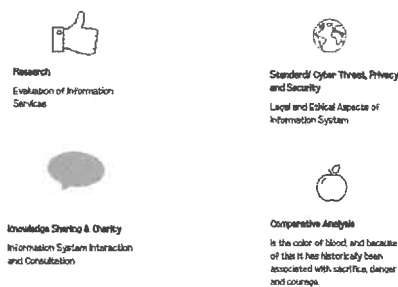 Research
Evaluation of Information
Services
Standard/ Cyber Threat, Privacy
and Security
Legal and Ethical Aspects of
Information System
Knowledge Sharing & Charity
Information System Interaction
and Consultation
Comparative Analysis
is the color of blood, and because
of this it has historically been
associated with sacrifice, danger
and courage.